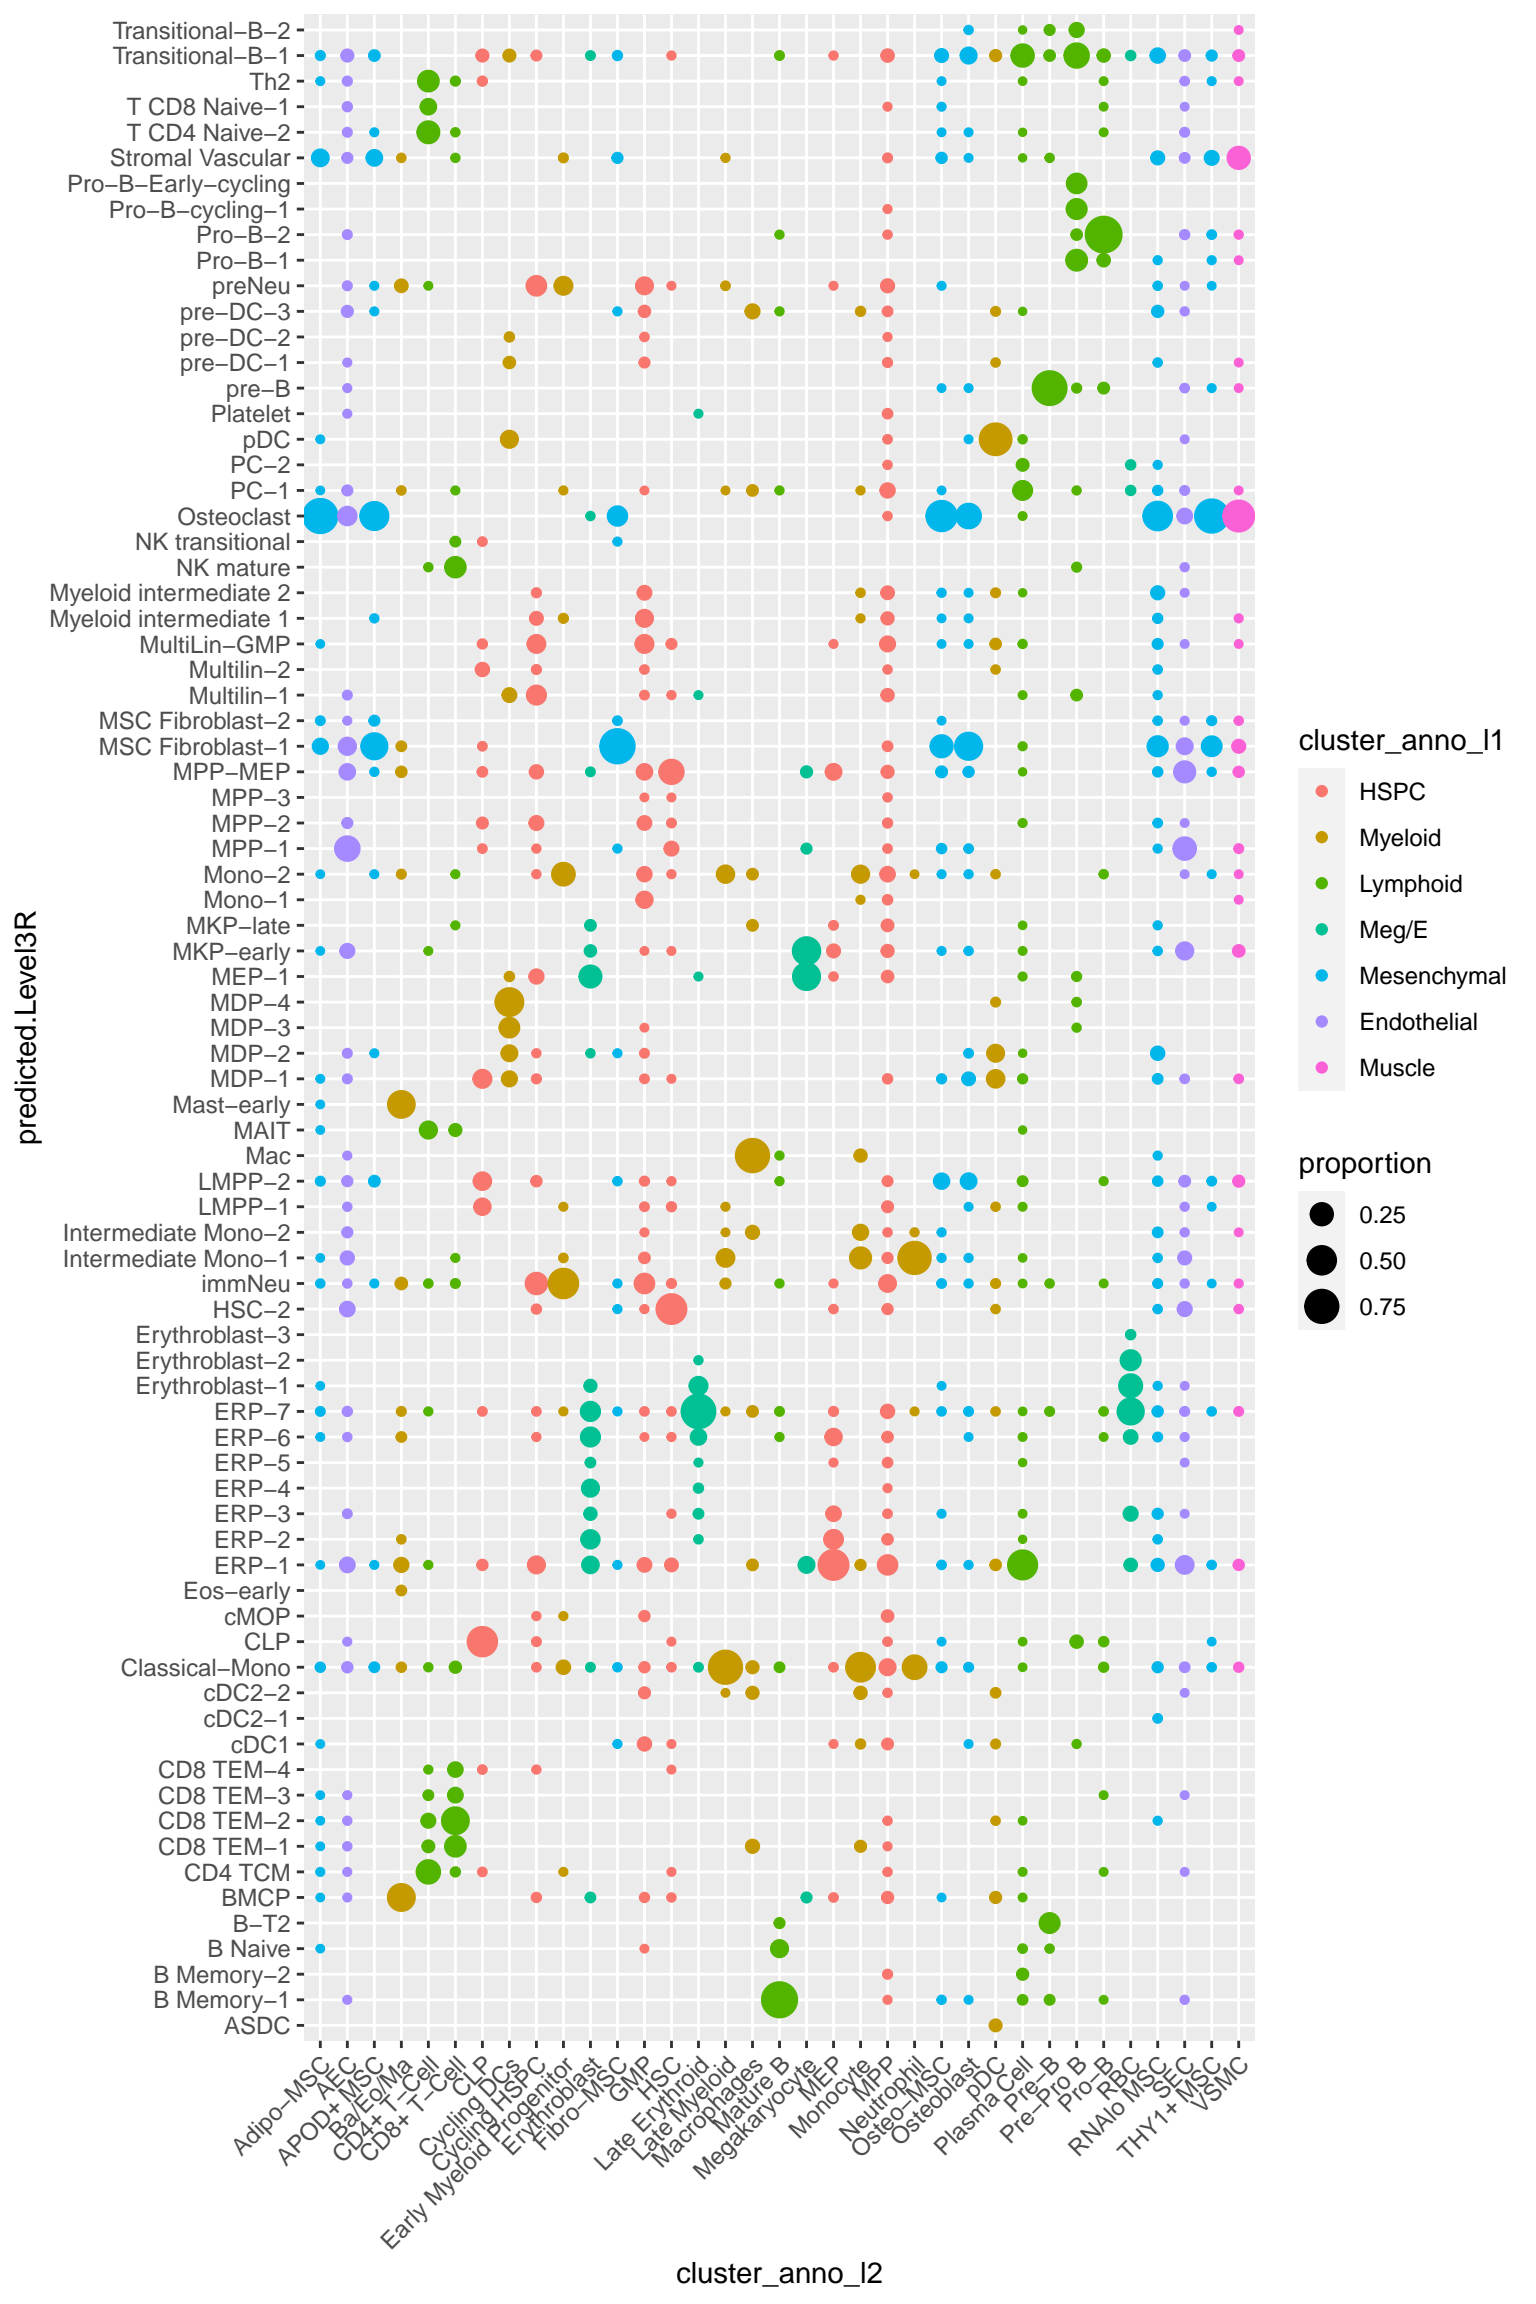 Transitional−B−2
Transitional−B−1
Th2
T CD8 Naive−1
T CD4 Naive−2
Stromal Vascular
Pro−B−Early−cycling
Pro−B−cycling−1
Pro−B−2
Pro−B−1
preNeu
pre−DC−3
pre−DC−2
pre−DC−1
pre−B
Platelet
pDC
PC−2
PC−1
Osteoclast
NK transitional
NK mature
Myeloid intermediate 2
Myeloid intermediate 1
MultiLin−GMP
Multilin−2
Multilin−1
MSC Fibroblast−2
MSC Fibroblast−1
MPP−MEP
MPP−3
MPP−2
MPP−1
Mono−2
Mono−1
MKP−late
MKP−early
MEP−1
MDP−4
MDP−3
MDP−2
MDP−1
Mast−early
MAIT
Mac
LMPP−2
LMPP−1
Intermediate Mono−2
Intermediate Mono−1
immNeu
HSC−2
Erythroblast−3
Erythroblast−2
Erythroblast−1
ERP−7
ERP−6
ERP−5
ERP−4
ERP−3
ERP−2
ERP−1
Eos−early
cMOP
CLP
Classical−Mono
cDC2−2
cDC2−1
cDC1
CD8 TEM−4
CD8 TEM−3
CD8 TEM−2
CD8 TEM−1
CD4 TCM
BMCP
B−T2
B Naive
B Memory−2
B Memory−1
ASDC
predicted.Level3R
Adipo−MSC
AEC
APOD+ MSC
Ba/Eo/Ma
CD4+ T−Cell
CD8+ T−Cell
CLP
Cycling DCs
Cycling HSPC
Early Myeloid Progenitor
Erythroblast
Fibro−MSC
GMP
HSC
Late Erythroid
Late Myeloid
Macrophages
Mature B
Megakaryocyte
MEP
Monocyte
MPP
Neutrophil
Osteo−MSC
Osteoblast
pDC
Plasma Cell
Pre−B
Pre−Pro B
Pro−B
RBC
RNAlo MSC
SEC
THY1+ MSC
VSMC
cluster_anno_l2
cluster_anno_l1
HSPC
Myeloid
Lymphoid
Meg/E
Mesenchymal
Endothelial
Muscle
proportion
0.25
0.50
0.75